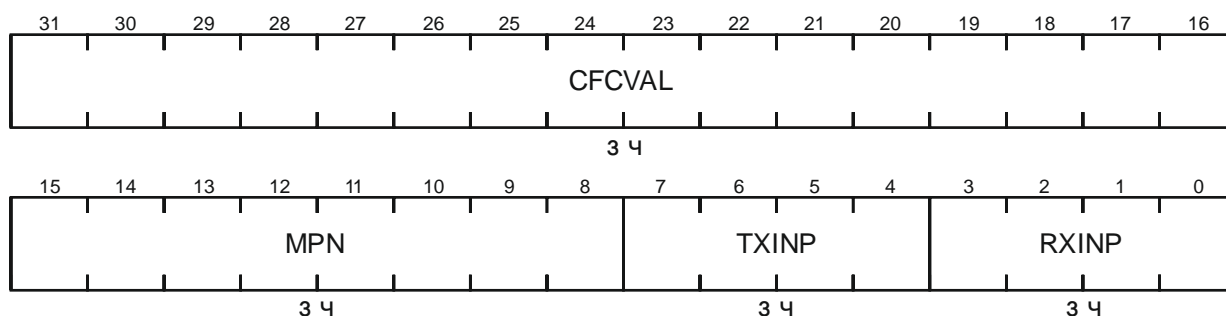 31 30 29 28 27 26 25 24 23 22 21 20 19 18 17 16
CFCVAL
З Ч
15 14 13 12 11 10 9 8 7 6 5 4 3 2 1 0
MPN TXINP RXINP
З Ч З Ч З Ч